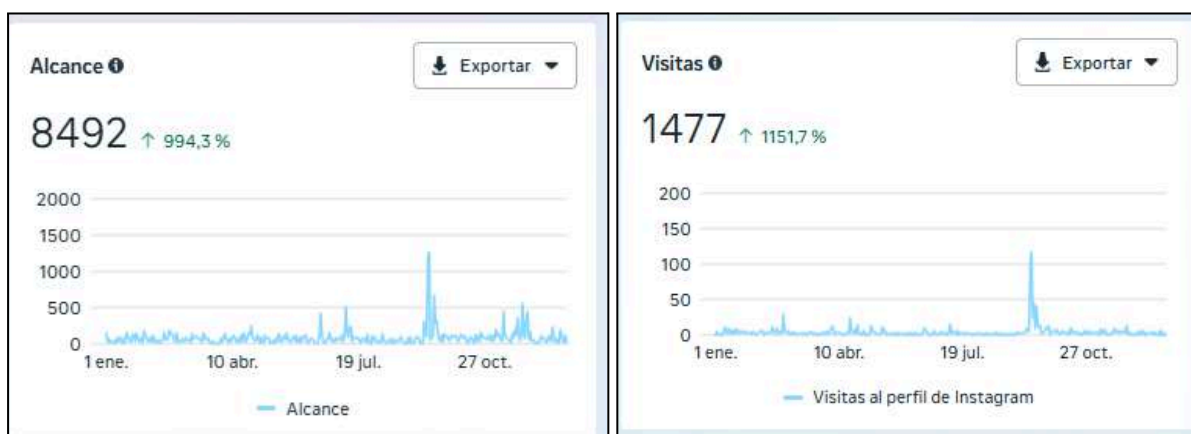 Alcance
Exportar
8492 ↑ 994,3 %
2000
1500
1000
500
0
1 ene. 10 abr. 19 jul. 27 oct.
Alcance
Visitas
Exportar
1477 ↑ 1151,7 %
200
150
100
50
0
1 ene. 10 abr. 19 jul. 27 oct.
Visitas al perfil de Instagram